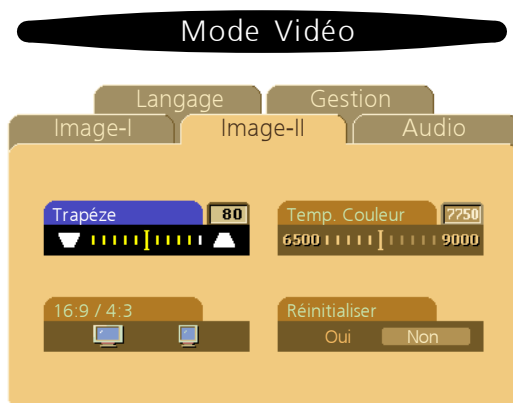 Mode Vidéo
Langage Gestion
Image-I Image-II Audio
Trapéze 80
Temp. Couleur 7750
6500 9000
16:9 / 4:3
Réinitialiser
Oui Non